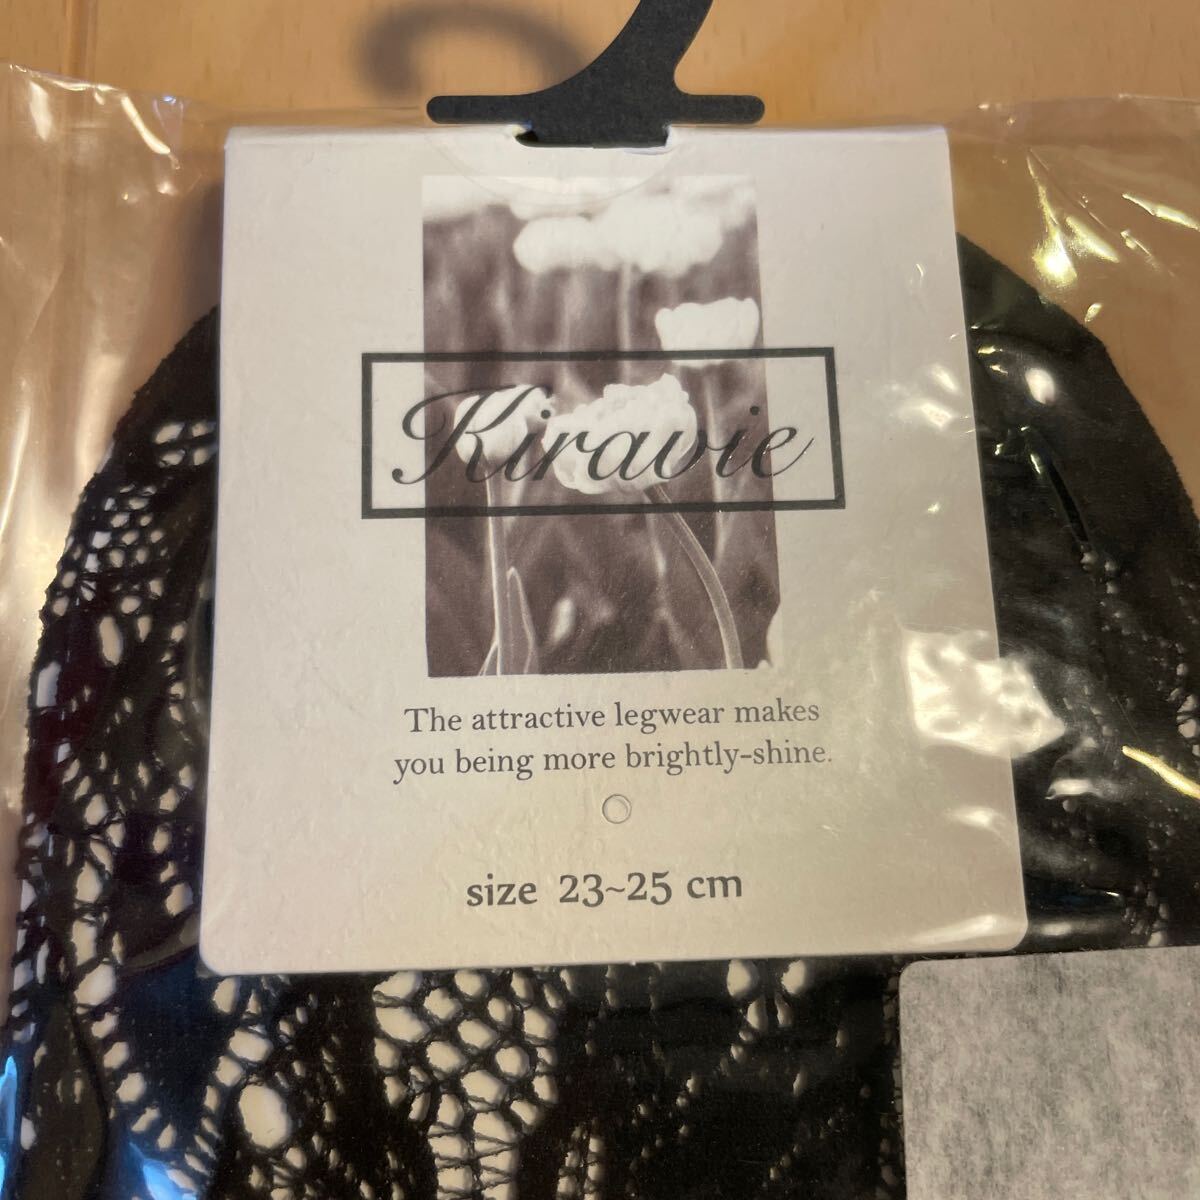 Kiravie
The attractive legwear makes
you being more brightly-shine.
size 23~25 cm